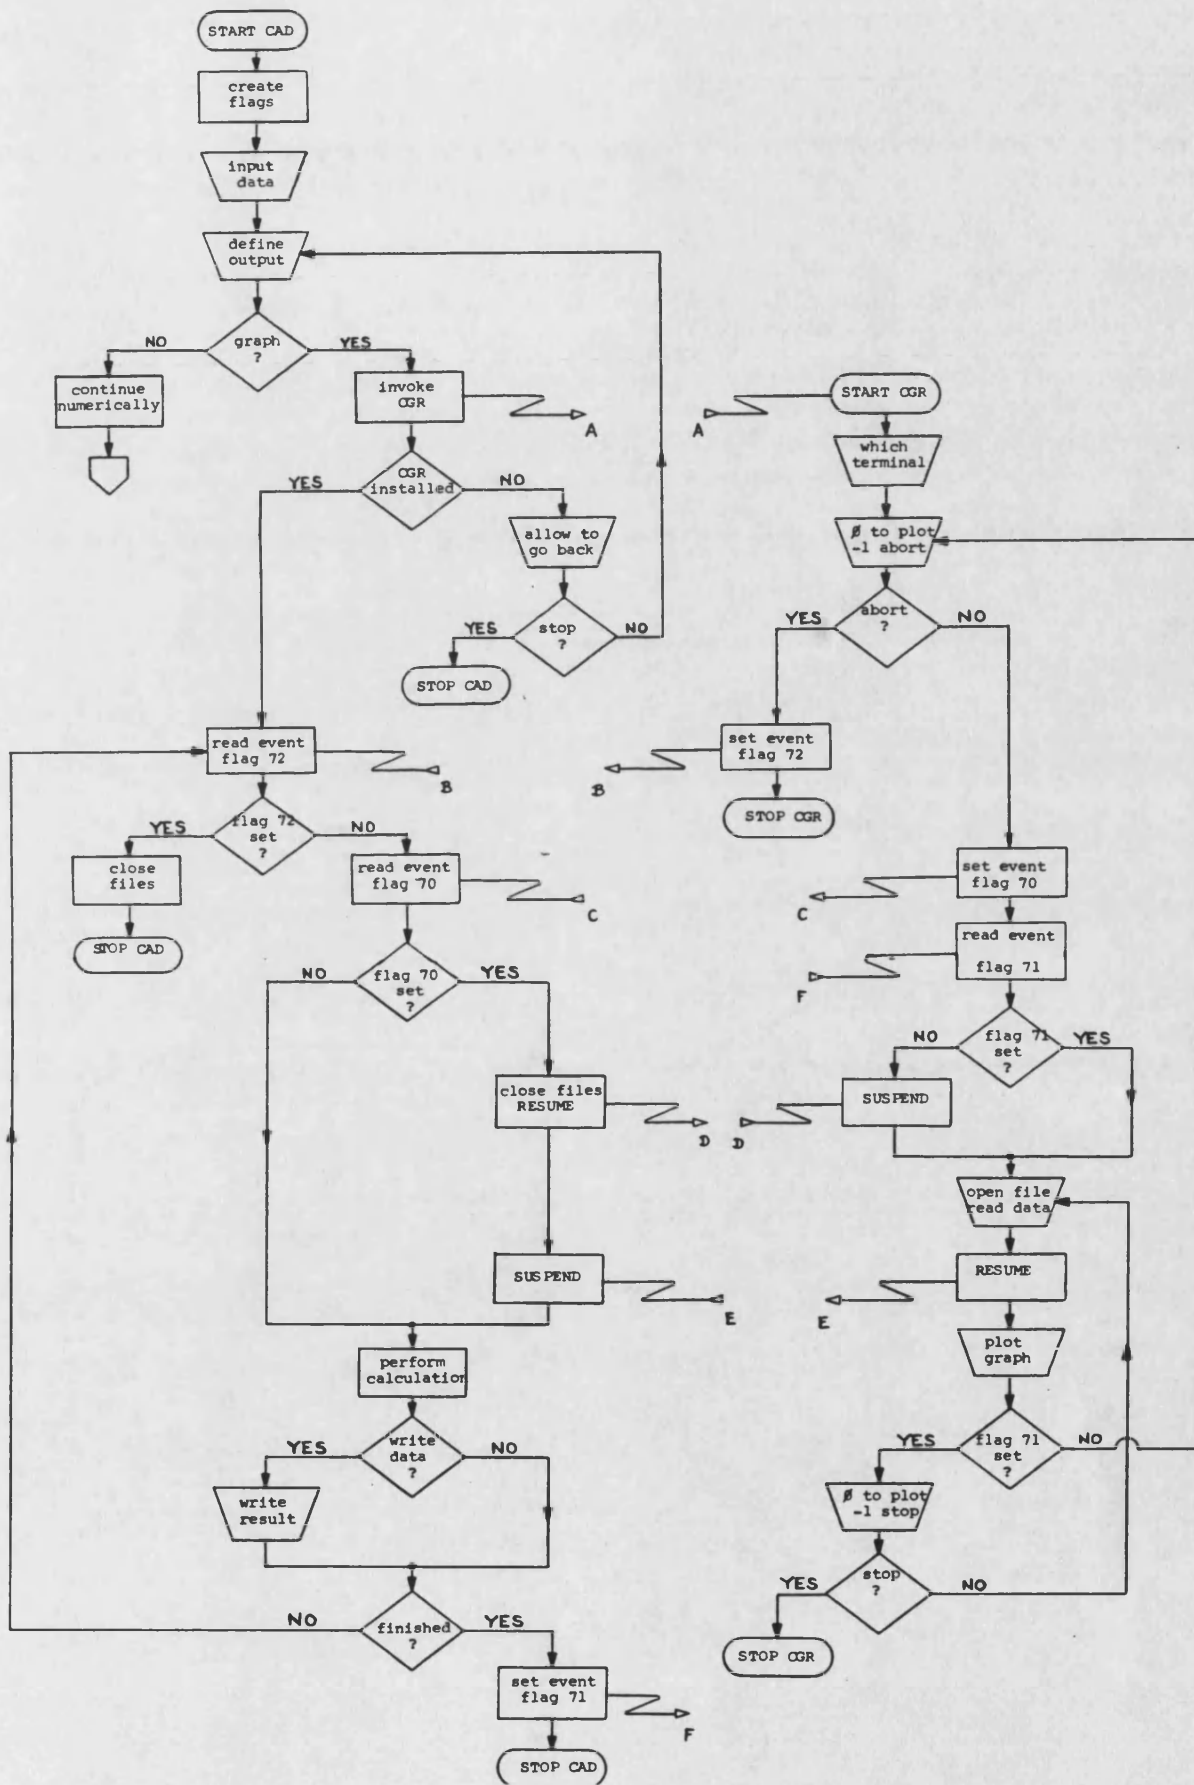 START CAD
create
flags
input
data
define
output
graph
?
NO
YES
continue
numerically
invoke
CGR
A
CGR
installed
YES
NO
allow to
go back
stop
?
YES
NO
STOP CAD
read event
flag 72
B
flag 72
set
?
YES
NO
close
files
STOP CAD
read event
flag 70
C
flag 70
set
?
NO
YES
close files
RESUME
D
SUSPEND
E
perform
calculation
write
data
?
YES
NO
write
result
finished
?
NO
YES
set event
flag 71
F
STOP CAD
A
START CGR
which
terminal
Ø to plot
-1 abort
abort
?
YES
NO
set event
flag 72
B
STOP CGR
set event
flag 70
C
read event
flag 71
F
flag 71
set
?
NO
YES
SUSPEND
D
open file
read data
RESUME
E
plot
graph
flag 71
set
?
YES
NO
Ø to plot
-1 stop
stop
?
YES
NO
STOP CGR